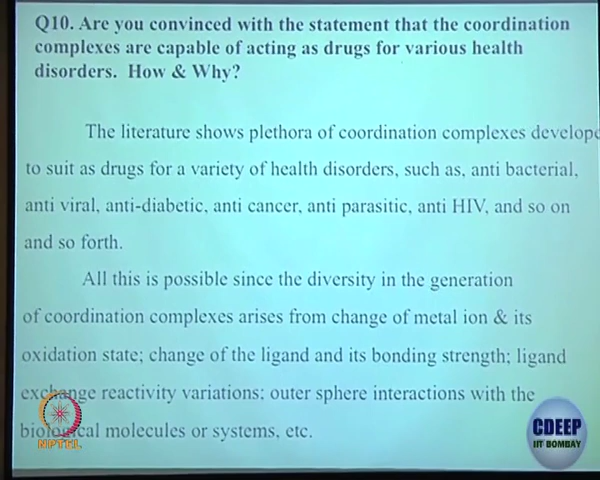 Q10. Are you convinced with the statement that the coordination
complexes are capable of acting as drugs for various health
disorders. How & Why?
The literature shows plethora of coordination complexes develope
to suit as drugs for a variety of health disorders, such as, anti bacterial,
anti viral, anti-diabetic, anti cancer, anti parasitic, anti HIV, and so on
and so forth.
All this is possible since the diversity in the generation
of coordination complexes arises from change of metal ion & its
oxidation state; change of the ligand and its bonding strength; ligand
exchange reactivity variations; outer sphere interactions with the
biological molecules or systems, etc.
NPTEL
CDEEP
IIT BOMBAY